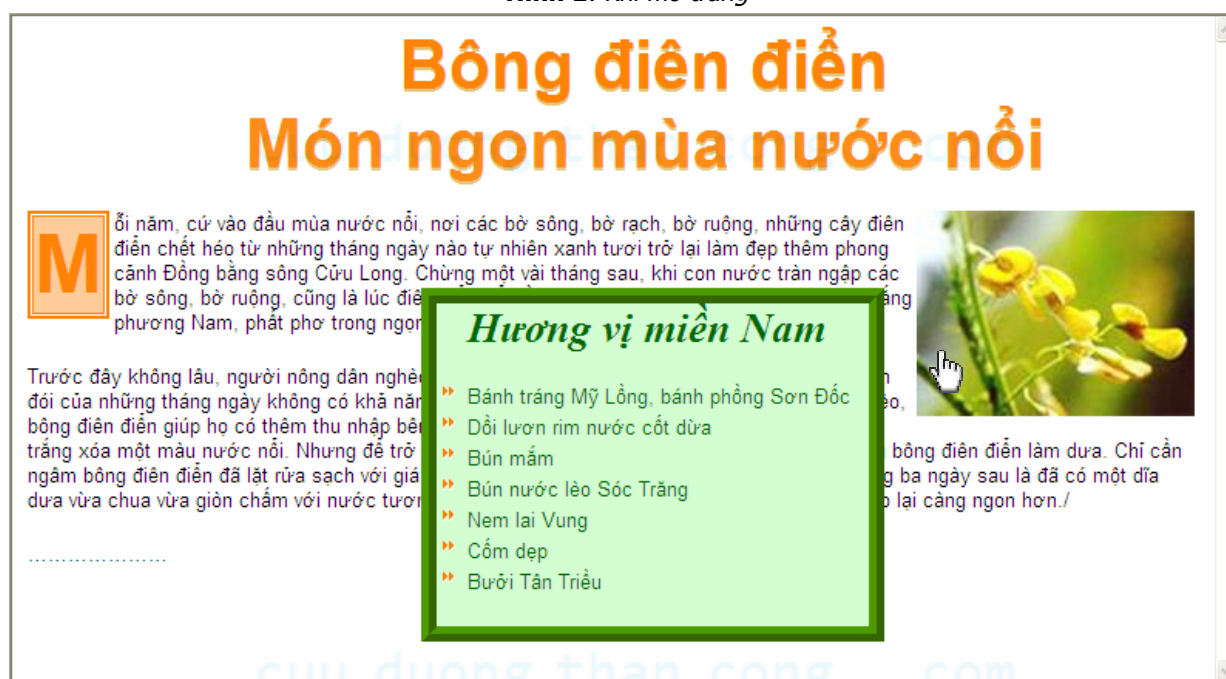 Bông điên điển
Món ngon mùa nước nổi
Mỗi năm, cứ vào đầu mùa nước nổi, nơi các bờ sông, bờ rạch, bờ ruộng, những cây điên
điển chết héo từ những tháng ngày nào tự nhiên xanh tươi trở lại làm đẹp thêm phong
cảnh Đồng bằng sông Cửu Long. Chừng một vài tháng sau, khi con nước tràn ngập các
bờ sông, bờ ruộng, cũng là lúc
phương Nam, phất phơ trong
Trước đây không lâu, người nông dân
đói của những tháng ngày không có khả
bông điên điển giúp họ có thêm thu nhập
trắng xóa một màu nước nổi. Nhưng để trở bông điên điển làm dưa. Chỉ cần
ngâm bông điên điển đã lặt rửa sạch với ba ngày sau là đã có một dĩa
dưa vừa chua vừa giòn chấm với nước lại càng ngon hơn./
…………………
Hương vị miền Nam
Bánh tráng Mỹ Lồng, bánh phồng Sơn Đốc
Dồi lươn rim nước cốt dừa
Bún mắm
Bún nước lèo Sóc Trăng
Nem lai Vung
Cốm dẹp
Bưởi Tân Triều
cuu duong than cong . com